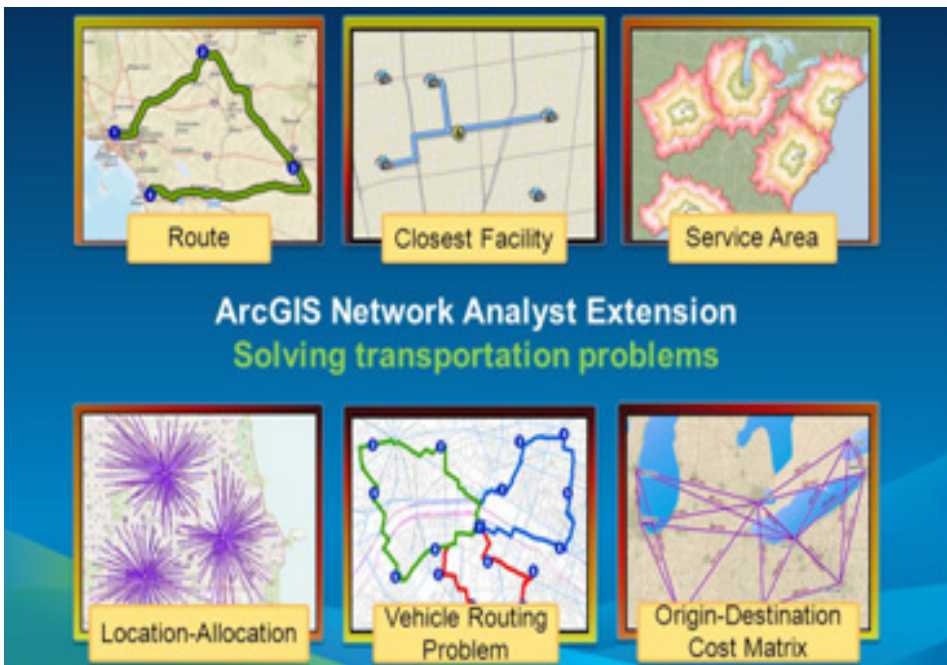 Route
Closest Facility
Service Area
ArcGIS Network Analyst Extension
Solving transportation problems
Location-Allocation
Vehicle Routing
Problem
Origin-Destination
Cost Matrix